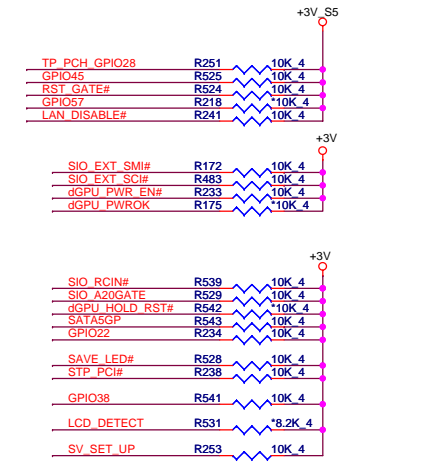 +3V_S5
TP_PCH_GPIO28 R251 10K_4
GPIO45 R525 10K_4
RST_GATE# R524 10K_4
GPIO57 R218 *10K_4
LAN_DISABLE# R241 10K_4
+3V
SIO_EXT_SMI# R172 10K_4
SIO_EXT_SCI# R483 10K_4
dGPU_PWR_EN# R233 10K_4
dGPU_PWROK R175 *10K_4
+3V
SIO_RCIN# R539 10K_4
SIO_A20GATE R529 10K_4
dGPU_HOLD_RST# R542 *10K_4
SATA5GP R543 10K_4
GPIO22 R234 10K_4
SAVE_LED# R528 10K_4
STP_PCI# R238 10K_4
GPIO38 R541 10K_4
LCD_DETECT R531 *8.2K_4
SV_SET_UP R253 10K_4